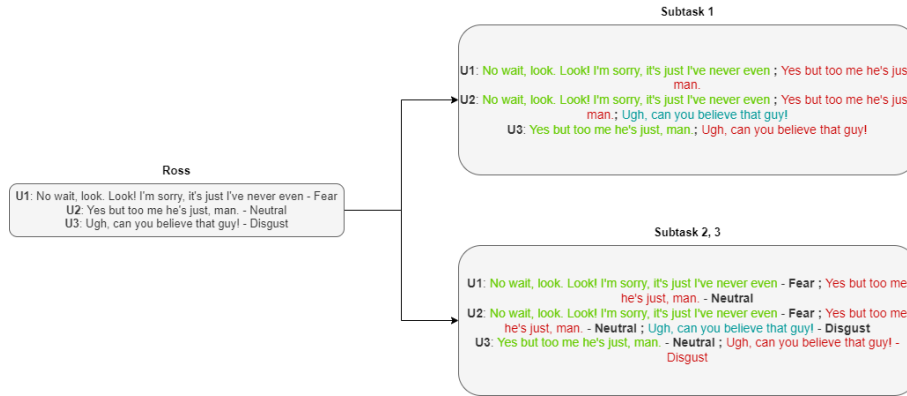 Subtask 1
U1: No wait, look. Look! I'm sorry, it's just I've never even ; Yes but too me he's jus
man.
U2: No wait, look. Look! I'm sorry, it's just I've never even ; Yes but too me he's jus
man.; Ugh, can you believe that guy!
U3: Yes but too me he's just, man.; Ugh, can you believe that guy!
Ross
U1: No wait, look. Look! I'm sorry, it's just I've never even - Fear
U2: Yes but too me he's just, man. - Neutral
U3: Ugh, can you believe that guy! - Disgust
Subtask 2, 3
U1: No wait, look. Look! I'm sorry, it's just I've never even - Fear ; Yes but too me
he's just, man. - Neutral
U2: No wait, look. Look! I'm sorry, it's just I've never even - Fear ; Yes but too me
he's just, man. - Neutral ; Ugh, can you believe that guy! - Disgust
U3: Yes but too me he's just, man. - Neutral ; Ugh, can you believe that guy! -
Disgust